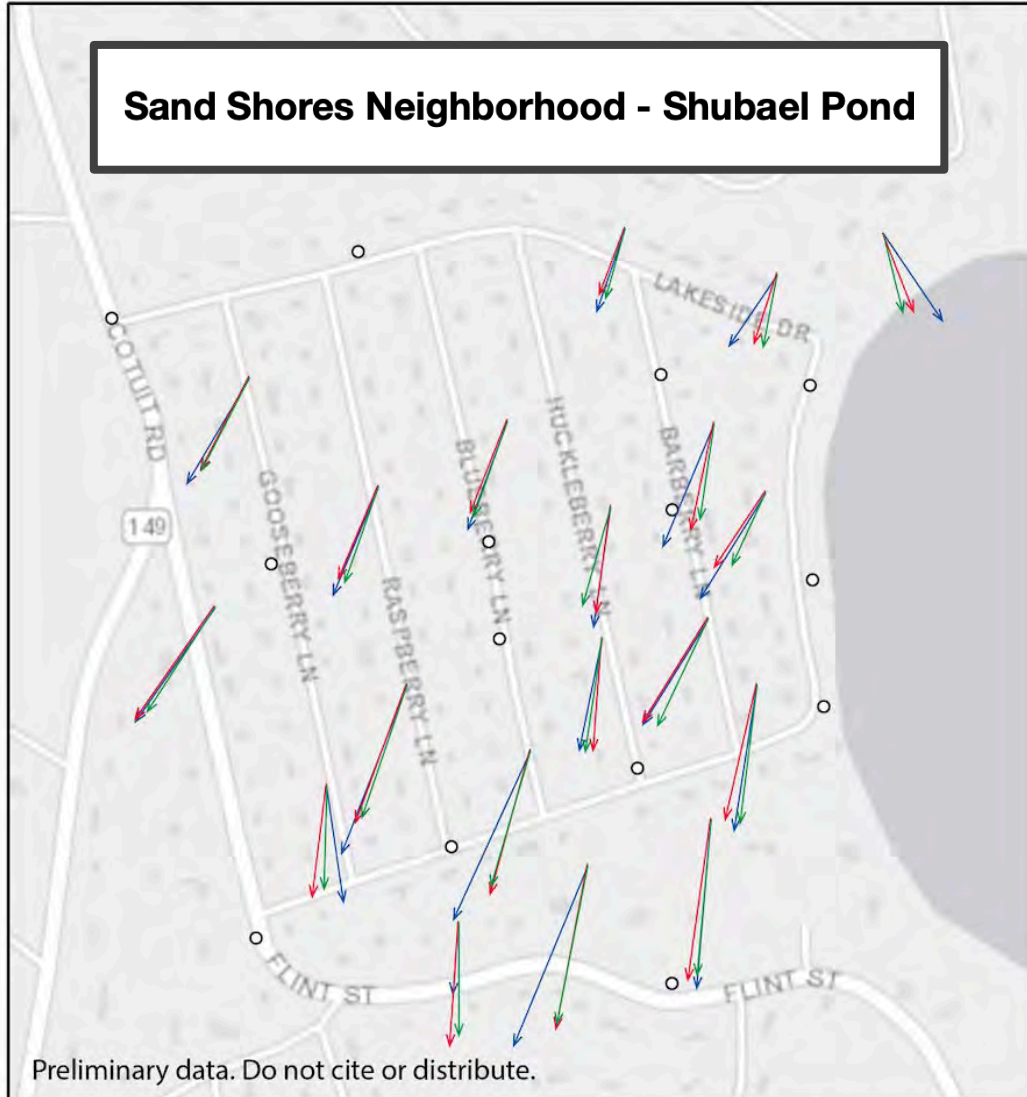 Sand Shores Neighborhood - Shubael Pond
LAKESIDE DR
COTUIT RD
149
GOOSEBERRY LN
RASPBERRY LN
BLUEBERRY LN
HUCKLEBERRY LN
BARBERRY LN
FLINT ST
FLINT ST
Preliminary data. Do not cite or distribute.